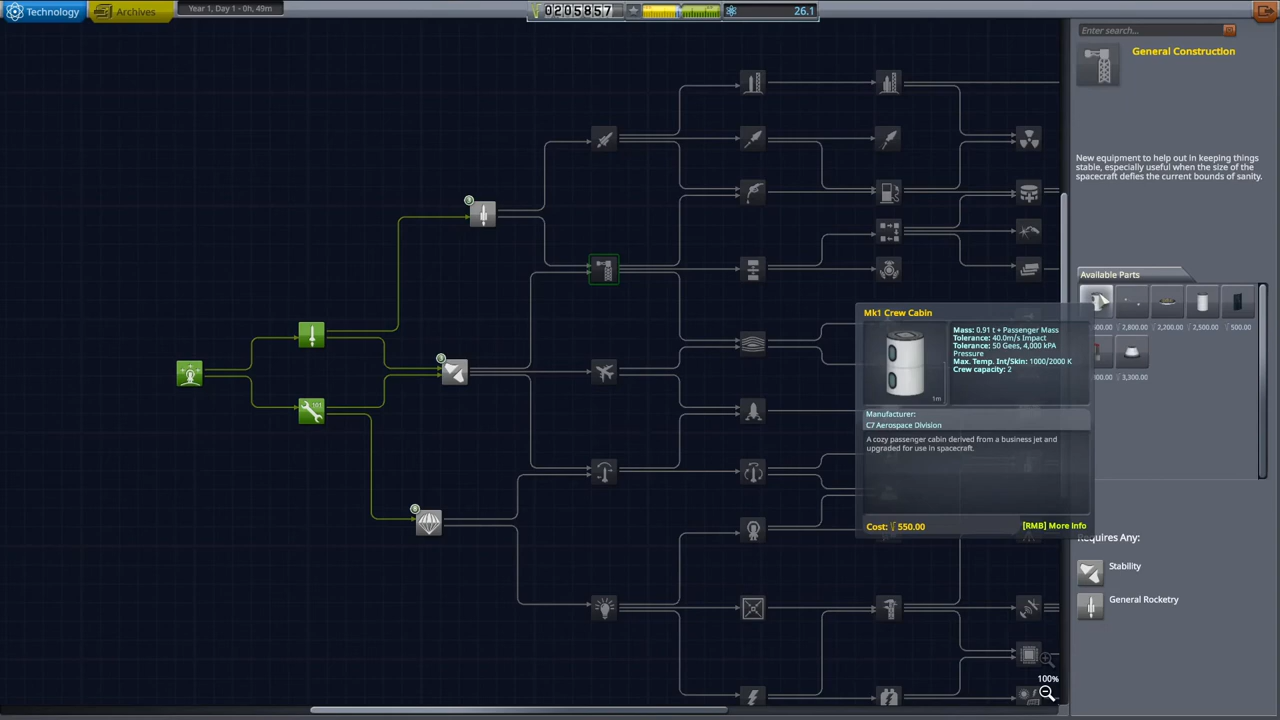 Technology
Archives
Year 1, Day 1 - 0h, 49m
0205857
26.1
Enter search...
General Construction
New equipment to help out in keeping things
stable, especially useful when the size of the
spacecraft defies the current bounds of sanity.
Available Parts
2,800.00 2,200.00 2,500.00 500.00
3,300.00
Mk1 Crew Cabin
Mass: 0.91 t + Passenger Mass
Tolerance: 40.0m/s Impact
Tolerance: 50 Gees, 4,000 kPA
Pressure
Max. Temp. Int/Skin: 1000/2000 K
Crew capacity: 2
1m
Manufacturer:
C7 Aerospace Division
A cozy passenger cabin derived from a business jet and
upgraded for use in spacecraft.
Cost: 550.00
[RMB] More Info
Requires Any:
Stability
General Rocketry
3
3
6
101
100%